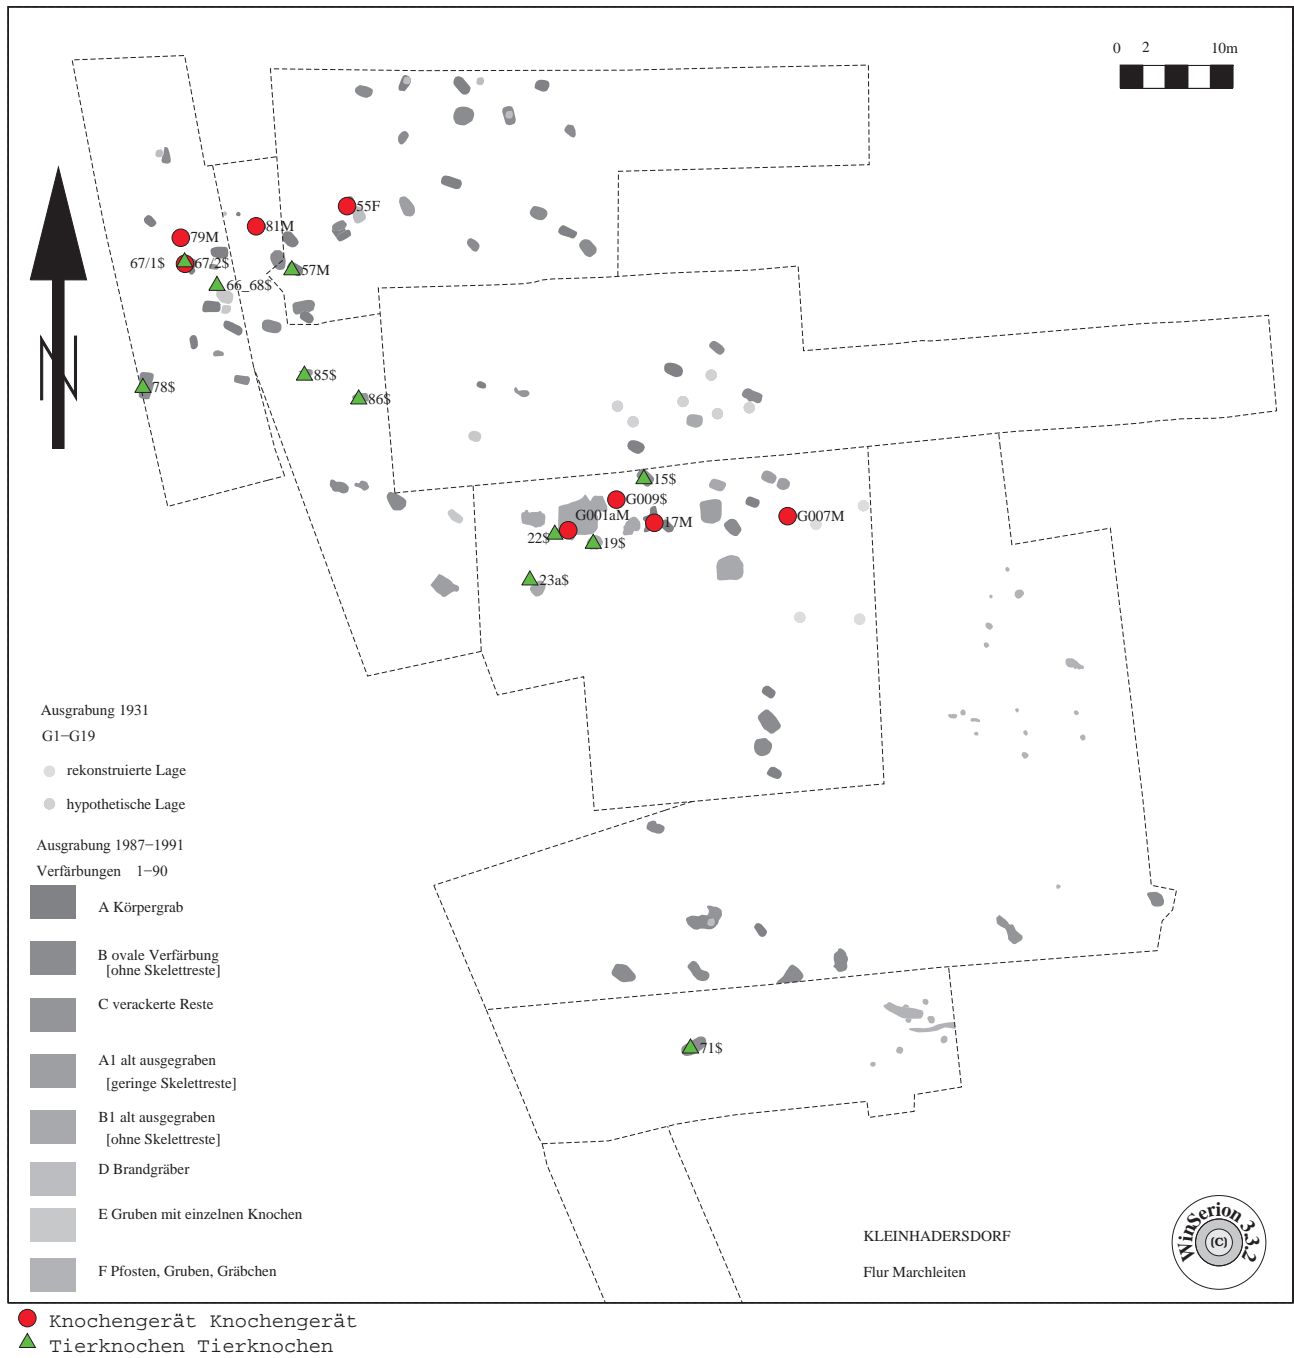 0 2 10m
55F
81M
79M
67/1$ 67/2$
57M
66_68$
85$
78$
86$
15$
G009$
G001aM
17M
G007M
22$
19$
23a$
71$
N
Ausgrabung 1931
G1−G19
rekonstruierte Lage
hypothetische Lage
Ausgrabung 1987−1991
Verfärbungen 1−90
A Körpergrab
B ovale Verfärbung
[ohne Skelettreste]
C verackerte Reste
A1 alt ausgegraben
[geringe Skelettreste]
B1 alt ausgegraben
[ohne Skelettreste]
D Brandgräber
E Gruben mit einzelnen Knochen
F Pfosten, Gruben, Gräbchen
KLEINHADERSDORF
Flur Marchleiten
WinSerion 3.3.2
(C)
Knochengerät Knochengerät
Tierknochen Tierknochen